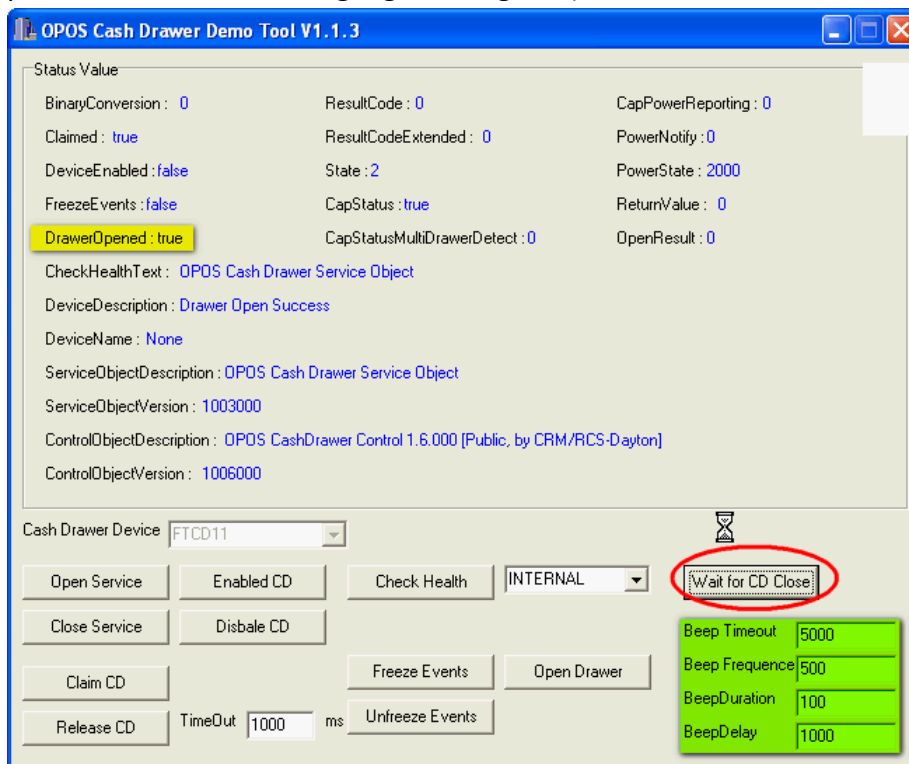 OPOS Cash Drawer Demo Tool V1.1.3
Status Value
BinaryConversion : 0 ResultCode : 0 CapPowerReporting : 0
Claimed : true ResultCodeExtended : 0 PowerNotify : 0
DeviceEnabled : false State : 2 PowerState : 2000
FreezeEvents : false CapStatus : true ReturnValue : 0
DrawerOpened : true CapStatusMultiDrawerDetect : 0 OpenResult : 0
CheckHealthText : OPOS Cash Drawer Service Object
DeviceDescription : Drawer Open Success
DeviceName : None
ServiceObjectDescription : OPOS Cash Drawer Service Object
ServiceObjectVersion : 1003000
ControlObjectDescription : OPOS CashDrawer Control 1.6.000 [Public, by CRM/RCS-Dayton]
ControlObjectVersion : 1006000
Cash Drawer Device FTCD11
Open Service Enabled CD Check Health INTERNAL Wait for CD Close
Close Service Disbale CD
Beep Timeout 5000
Claim CD Freeze Events Open Drawer Beep Frequence 500
BeepDuration 100
Release CD TimeOut 1000 ms Unfreeze Events
BeepDelay 1000